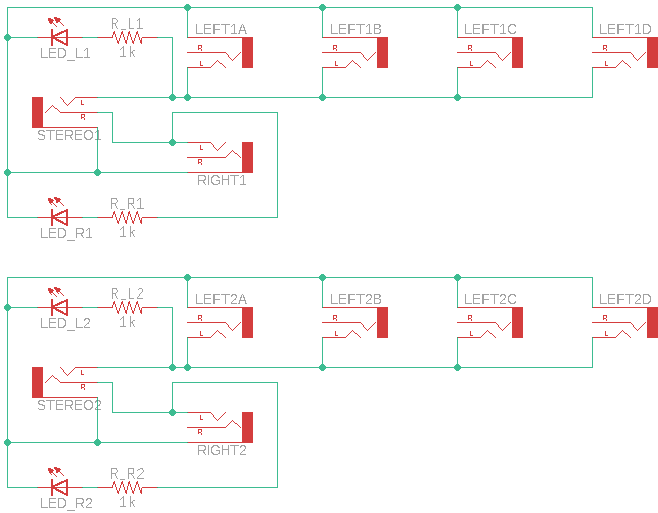 R_L1
LEFT1A
LEFT1B
LEFT1C
LEFT1D
R
R
R
R
LED_L1
1k
L
L
L
L
L
R
STEREO1
L
R
RIGHT1
R_R1
LED_R1
1k
R_L2
LEFT2A
LEFT2B
LEFT2C
LEFT2D
R
R
R
R
LED_L2
1k
L
L
L
L
L
R
STEREO2
L
R
RIGHT2
R_R2
LED_R2
1k